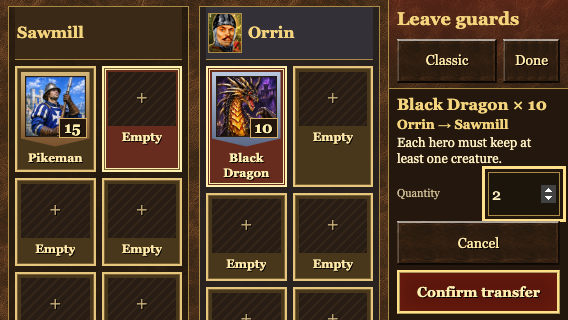 Sawmill
15
Pikeman
+
Empty
+
Empty
+
Empty
+
+
Orrin
10
Black
Dragon
+
Empty
+
Empty
+
Empty
+
+
Leave guards
Classic
Done
Black Dragon × 10
Orrin → Sawmill
Each hero must keep at
least one creature.
Quantity
2
Cancel
Confirm transfer